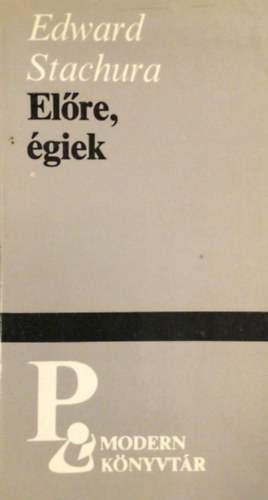 Edward
Stachura
Előre,
égiek
P.
MODERN
KÖNYVTÁR